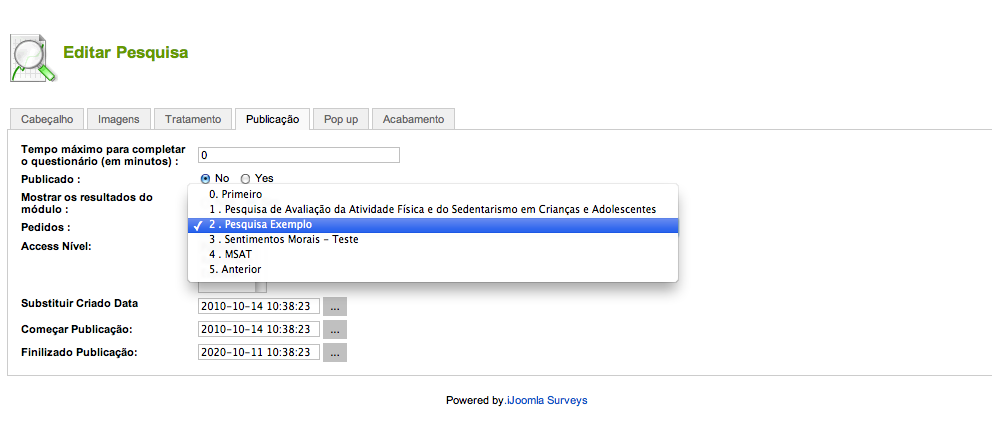 Editar Pesquisa
Cabeçalho Imagens Tratamento Publicação Pop up Acabamento
Tempo máximo para completar
o questionário (em minutos) : 0
Publicado : No Yes
Mostrar os resultados do
módulo :
Pedidos :
Access Nível:
0. Primeiro
1 . Pesquisa de Avaliação da Atividade Física e do Sedentarismo em Crianças e Adolescentes
✓ 2 . Pesquisa Exemplo
3 . Sentimentos Morais - Teste
4 . MSAT
5. Anterior
Substituir Criado Data 2010-10-14 10:38:23 ...
Começar Publicação: 2010-10-14 10:38:23 ...
Finilizado Publicação: 2020-10-11 10:38:23 ...
Powered by.iJoomla Surveys